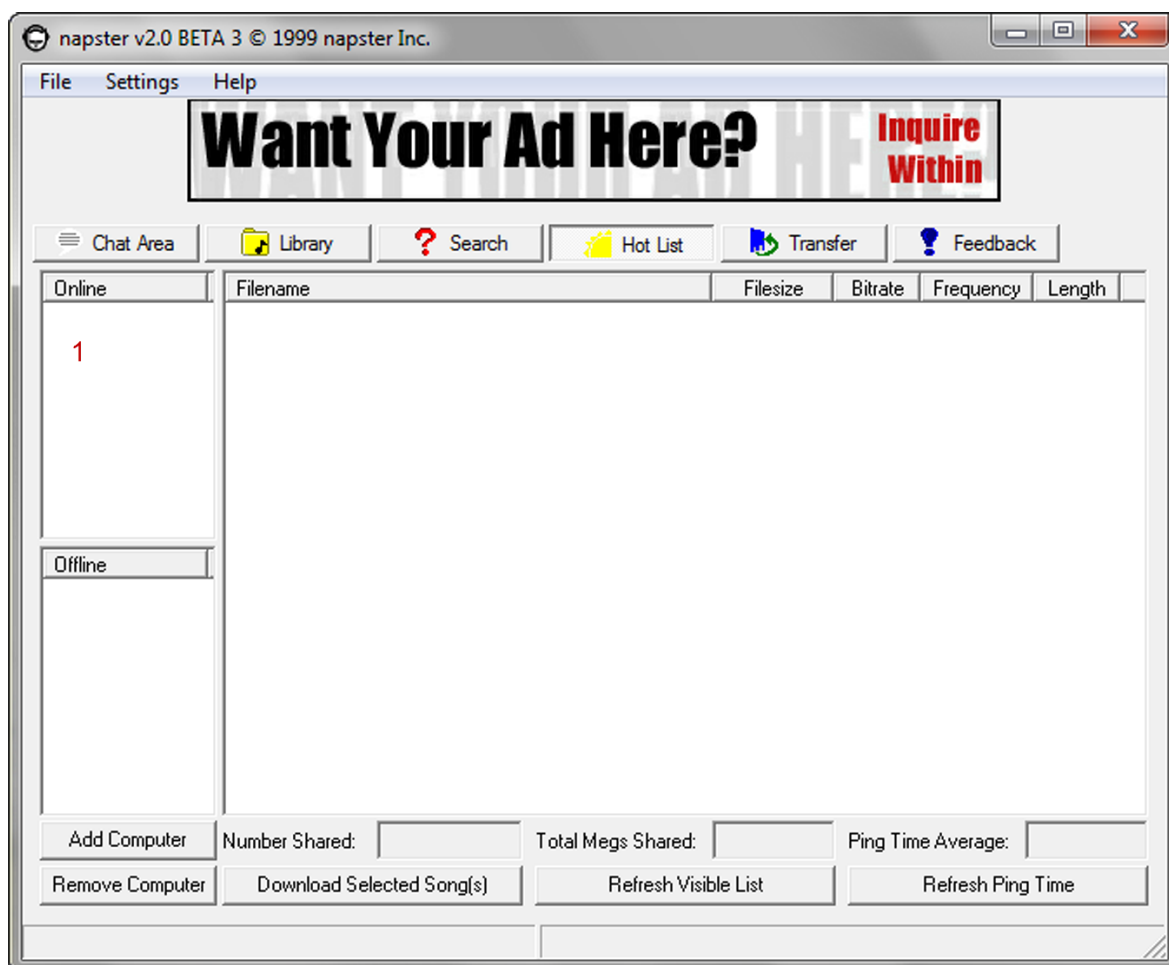 napster v2.0 BETA 3 © 1999 napster Inc.
File Settings Help
Want Your Ad Here? Inquire Within
Chat Area Library Search Hot List Transfer Feedback
Online Filename Filesize Bitrate Frequency Length
1
Offline
Add Computer Number Shared: Total Megs Shared: Ping Time Average:
Remove Computer Download Selected Song(s) Refresh Visible List Refresh Ping Time